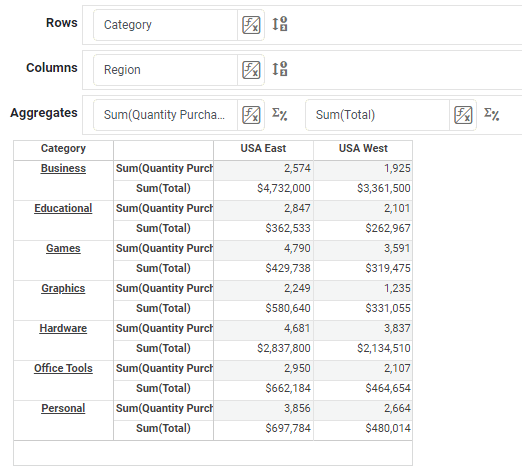 Rows Category
Columns Region
Aggregates Sum(Quantity Purcha... Sum(Total)
Category USA East USA West
Business Sum(Quantity Purch 2,574 1,925
Sum(Total) $4,732,000 $3,361,500
Educational Sum(Quantity Purch 2,847 2,101
Sum(Total) $362,533 $262,967
Games Sum(Quantity Purch 4,790 3,591
Sum(Total) $429,738 $319,475
Graphics Sum(Quantity Purch 2,249 1,235
Sum(Total) $580,640 $331,055
Hardware Sum(Quantity Purch 4,681 3,837
Sum(Total) $2,837,800 $2,134,510
Office Tools Sum(Quantity Purch 2,950 2,107
Sum(Total) $662,184 $464,654
Personal Sum(Quantity Purch 3,856 2,664
Sum(Total) $697,784 $480,014